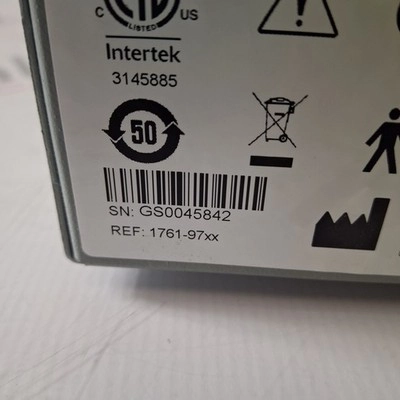 C US
LISTED
Intertek
3145885
50
SN: GS0045842
REF: 1761-97xx